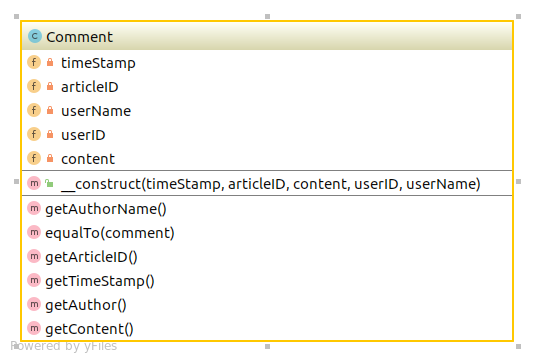 C Comment
f timeStamp
f articleID
f userName
f userID
f content
m __construct(timeStamp, articleID, content, userID, userName)
m getAuthorName()
m equalTo(comment)
m getArticleID()
m getTimeStamp()
m getAuthor()
m getContent()
Powered by yFiles